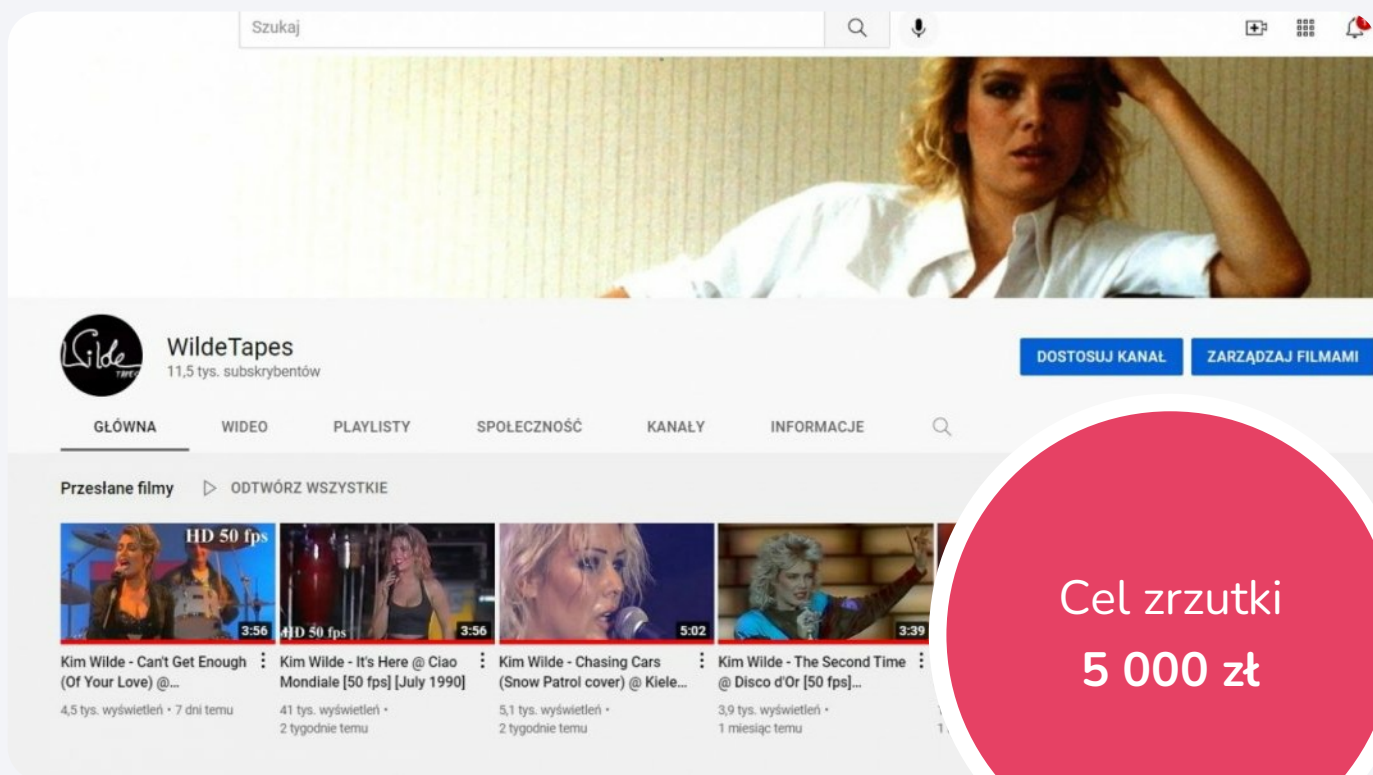 Szukaj
Wilde
TAPES
WildeTapes
11,5 tys. subskrybentów
DOSTOSUJ KANAŁ
ZARZĄDZAJ FILMAMI
GŁÓWNA
WIDEO
PLAYLISTY
SPOŁECZNOŚĆ
KANAŁY
INFORMACJE
Przesłane filmy
ODTWÓRZ WSZYSTKIE
HD 50 fps
3:56
Kim Wilde - Can't Get Enough
(Of Your Love) @...
4,5 tys. wyświetleń • 7 dni temu
HD 50 fps
3:56
Kim Wilde - It's Here @ Ciao
Mondiale [50 fps] [July 1990]
41 tys. wyświetleń •
2 tygodnie temu
5:02
Kim Wilde - Chasing Cars
(Snow Patrol cover) @ Kiele...
5,1 tys. wyświetleń •
2 tygodnie temu
3:39
Kim Wilde - The Second Time
@ Disco d'Or [50 fps]...
3,9 tys. wyświetleń •
1 miesiąc temu
Cel zrzutki
5 000 zł